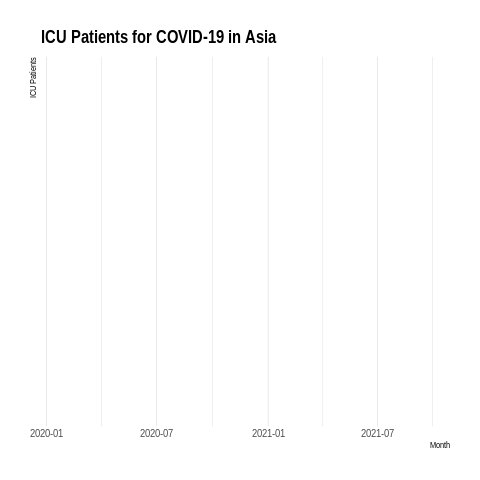 ICU Patients for COVID-19 in Asia
ICU Patients
2020-01 2020-07 2021-01 2021-07
Month